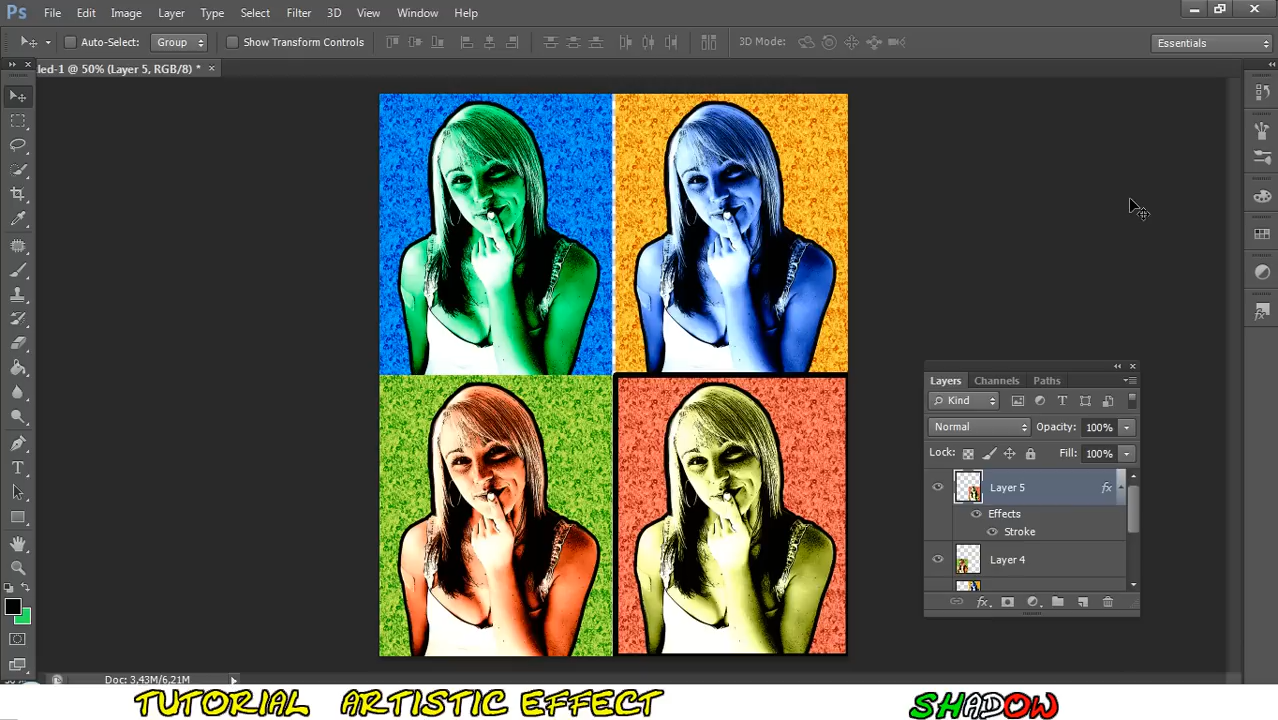 Ps File Edit Image Layer Type Select Filter 3D View Window Help
Auto-Select: Group Show Transform Controls 3D Mode: Essentials
led-1 @ 50% (Layer 5, RGB/8) *
Layers Channels Paths
Kind
Normal Opacity: 100%
Lock: Fill: 100%
Layer 5 fx
Effects
Stroke
Layer 4
fx
Doc: 3,43M/6,21M
TUTORIAL ARTISTIC EFFECT SHADOW